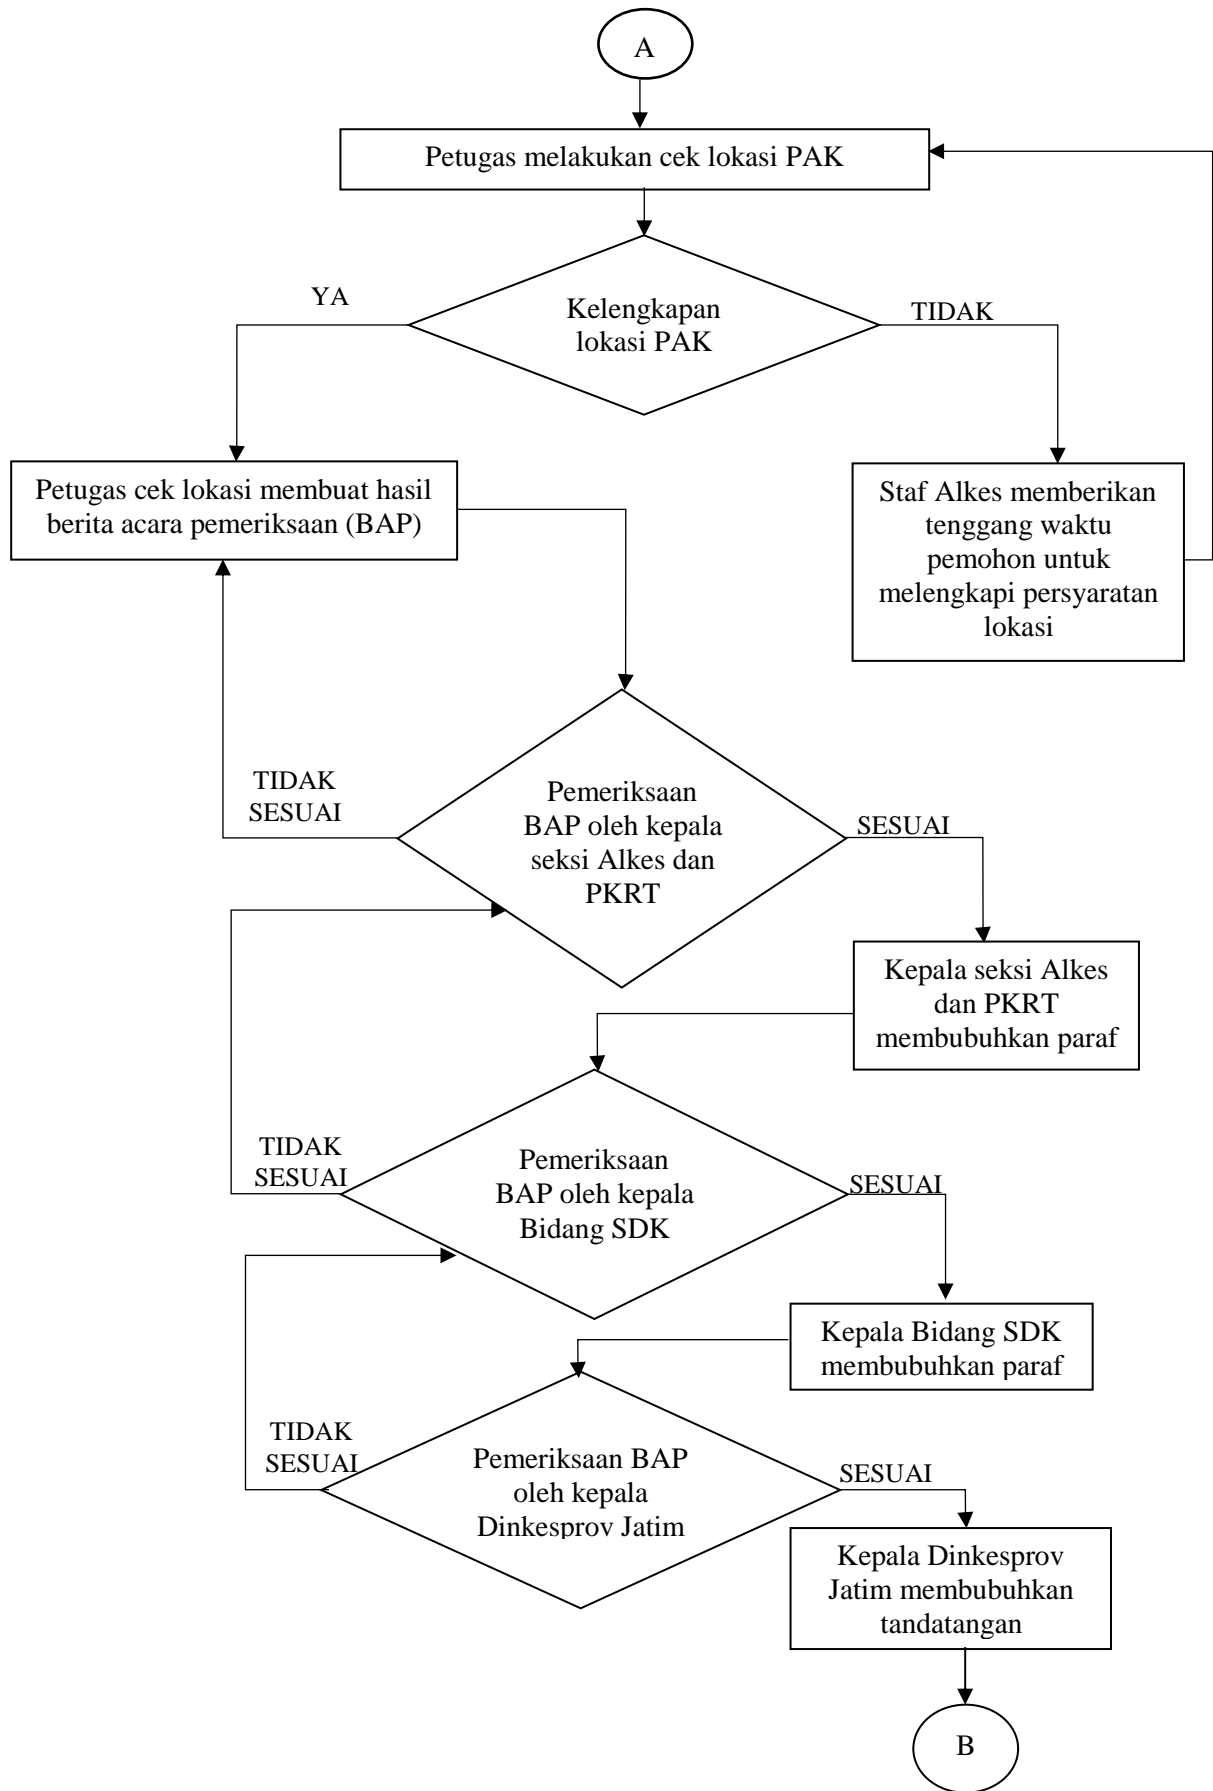 A
Petugas melakukan cek lokasi PAK
YA
Kelengkapan
lokasi PAK
TIDAK
Petugas cek lokasi membuat hasil
berita acara pemeriksaan (BAP)
Staf Alkes memberikan
tenggang waktu
pemohon untuk
melengkapi persyaratan
lokasi
TIDAK
SESUAI
Pemeriksaan
BAP oleh kepala
seksi Alkes dan
PKRT
SESUAI
Kepala seksi Alkes
dan PKRT
membubuhkan paraf
TIDAK
SESUAI
Pemeriksaan
BAP oleh kepala
Bidang SDK
SESUAI
Kepala Bidang SDK
membubuhkan paraf
TIDAK
SESUAI
Pemeriksaan BAP
oleh kepala
Dinkesprov Jatim
SESUAI
Kepala Dinkesprov
Jatim membubuhkan
tandatangan
B